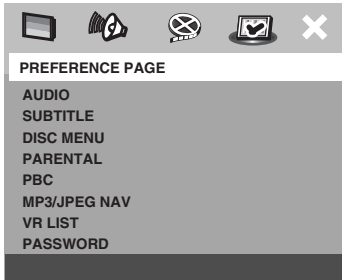 PREFERENCE PAGE
AUDIO
SUBTITLE
DISC MENU
PARENTAL
PBC
MP3/JPEG NAV
VR LIST
PASSWORD